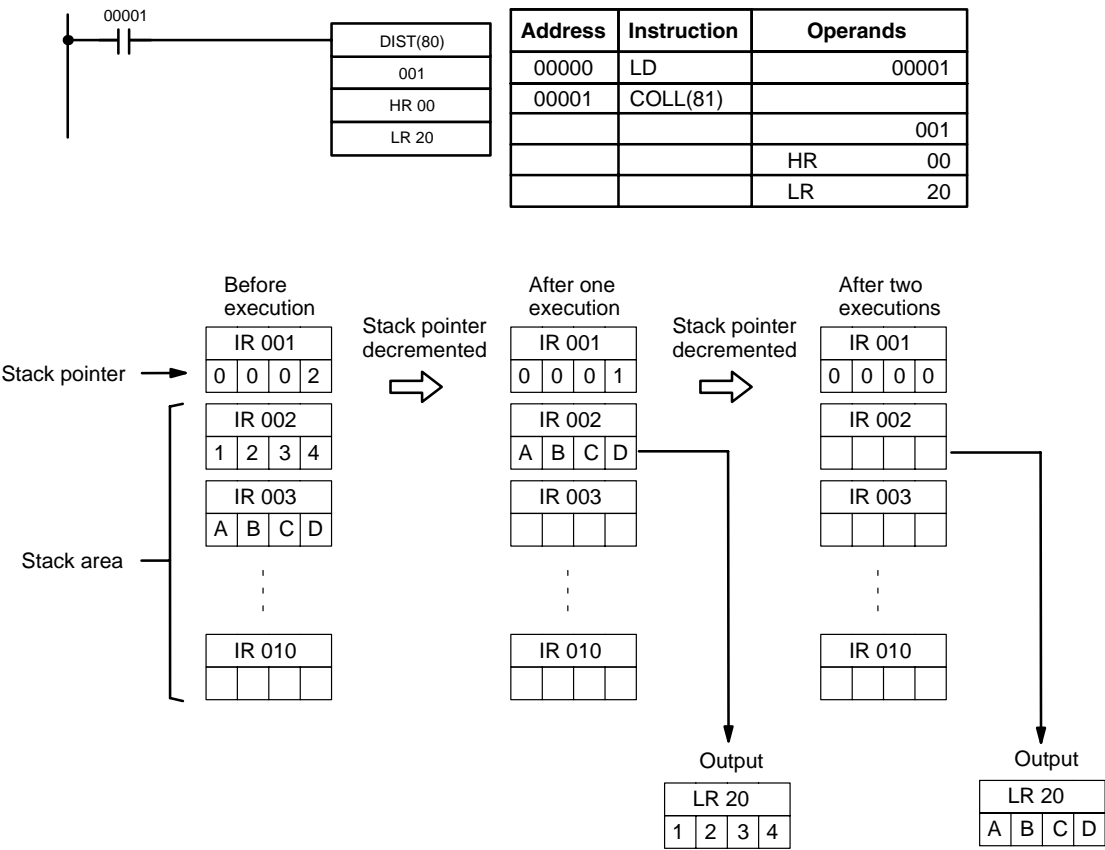 00001
DIST(80)
001
HR 00
LR 20
Address Instruction Operands
00000 LD 00001
00001 COLL(81)
001
HR 00
LR 20
Before
execution
After one
execution
After two
executions
Stack pointer
decremented
Stack pointer
decremented
Stack pointer
IR 001
0 0 0 2
IR 001
0 0 0 1
IR 001
0 0 0 0
Stack area
IR 002
1 2 3 4
IR 002
A B C D
IR 002
IR 003
A B C D
IR 003
IR 003
IR 010
IR 010
IR 010
Output
LR 20
1 2 3 4
Output
LR 20
A B C D